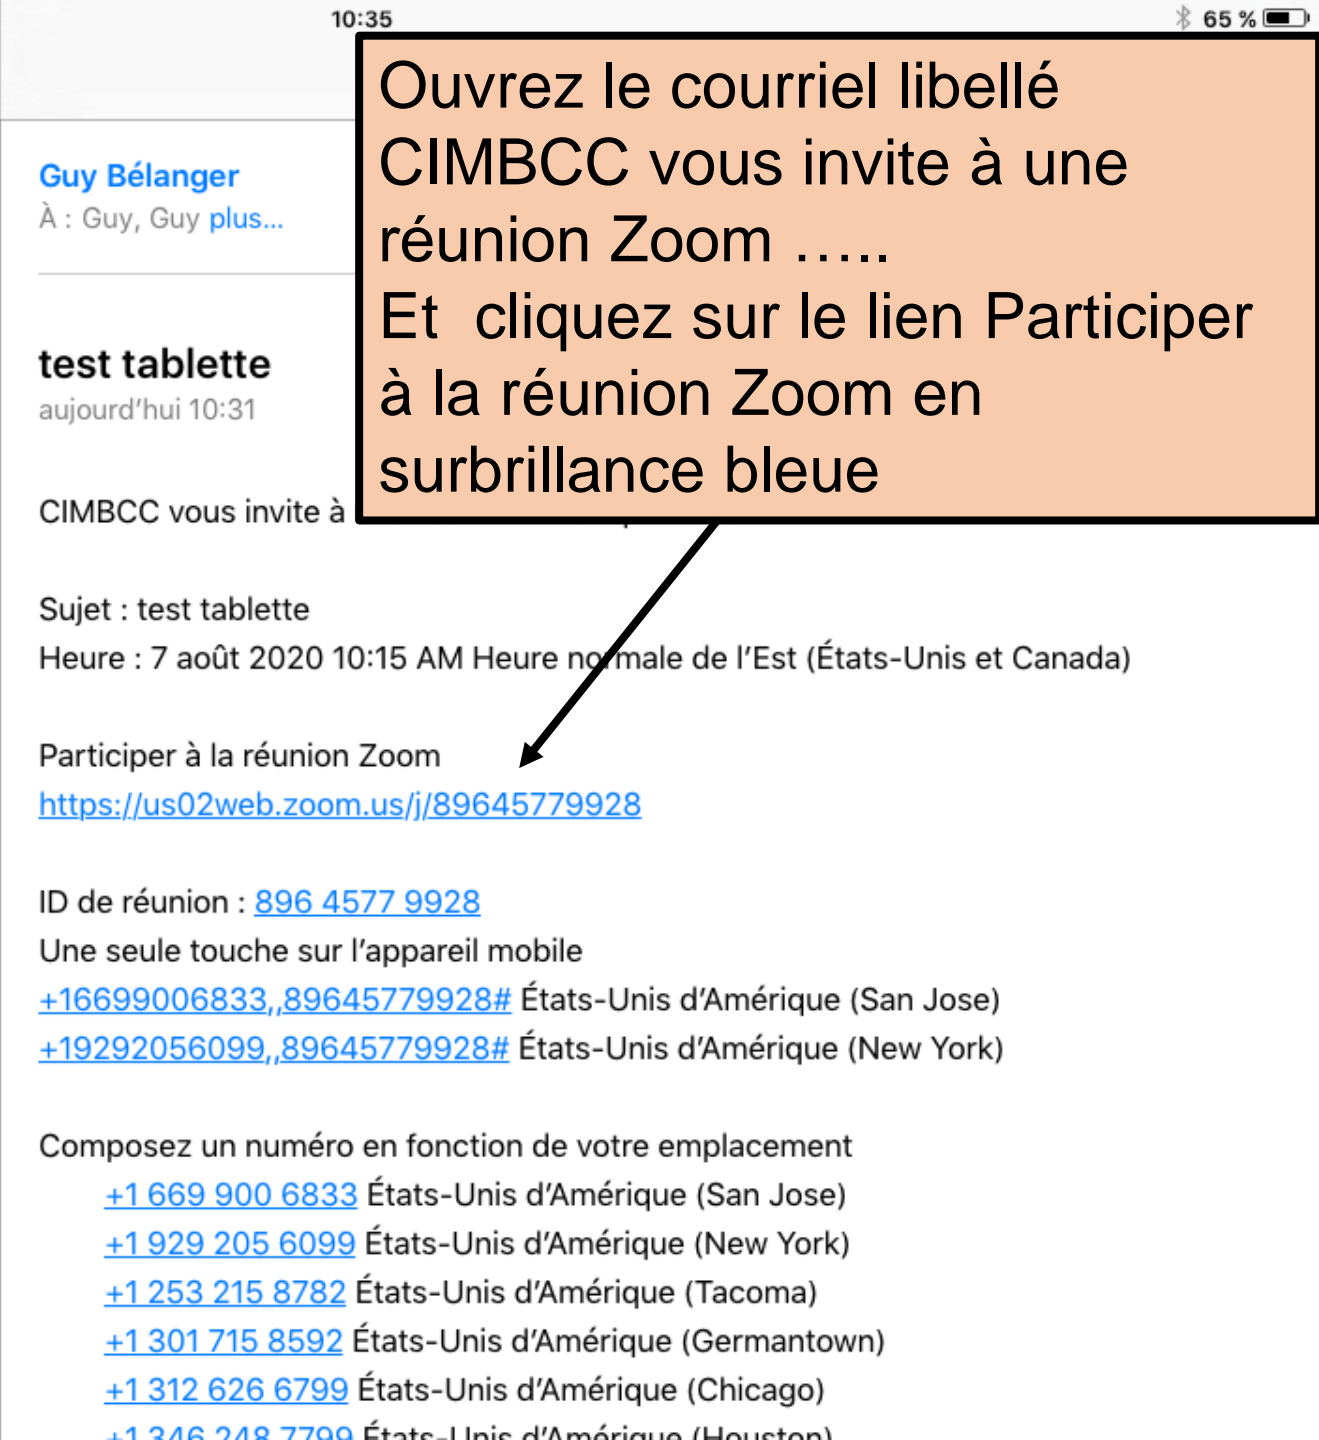 10:35
65 %
Ouvrez le courriel libellé
CIMBCC vous invite à une
réunion Zoom …..
Et  cliquez sur le lien Participer
à la réunion Zoom en
surbrillance bleue
Guy Bélanger
À : Guy, Guy plus...
test tablette
aujourd’hui 10:31
CIMBCC vous invite à
Sujet : test tablette
Heure : 7 août 2020 10:15 AM Heure normale de l’Est (États-Unis et Canada)
Participer à la réunion Zoom
https://us02web.zoom.us/j/89645779928
ID de réunion : 896 4577 9928
Une seule touche sur l’appareil mobile
+16699006833,,89645779928# États-Unis d’Amérique (San Jose)
+19292056099,,89645779928# États-Unis d’Amérique (New York)
Composez un numéro en fonction de votre emplacement
+1 669 900 6833 États-Unis d’Amérique (San Jose)
+1 929 205 6099 États-Unis d’Amérique (New York)
+1 253 215 8782 États-Unis d’Amérique (Tacoma)
+1 301 715 8592 États-Unis d’Amérique (Germantown)
+1 312 626 6799 États-Unis d’Amérique (Chicago)
+1 346 248 7799 États-Unis d’Amérique (Houston)